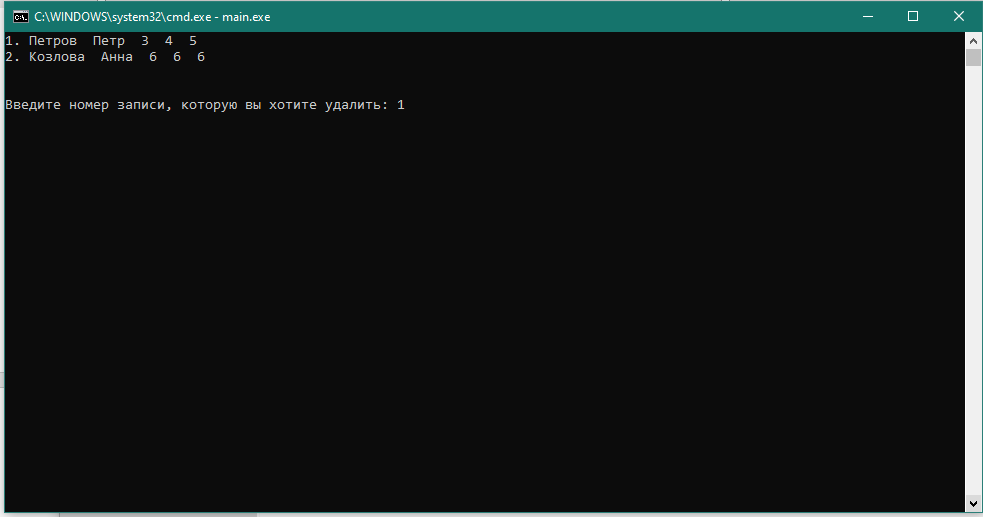 C:\WINDOWS\system32\cmd.exe - main.exe
1. Петров  Петр  3  4  5
2. Козлова  Анна  6  6  6
Введите номер записи, которую вы хотите удалить: 1